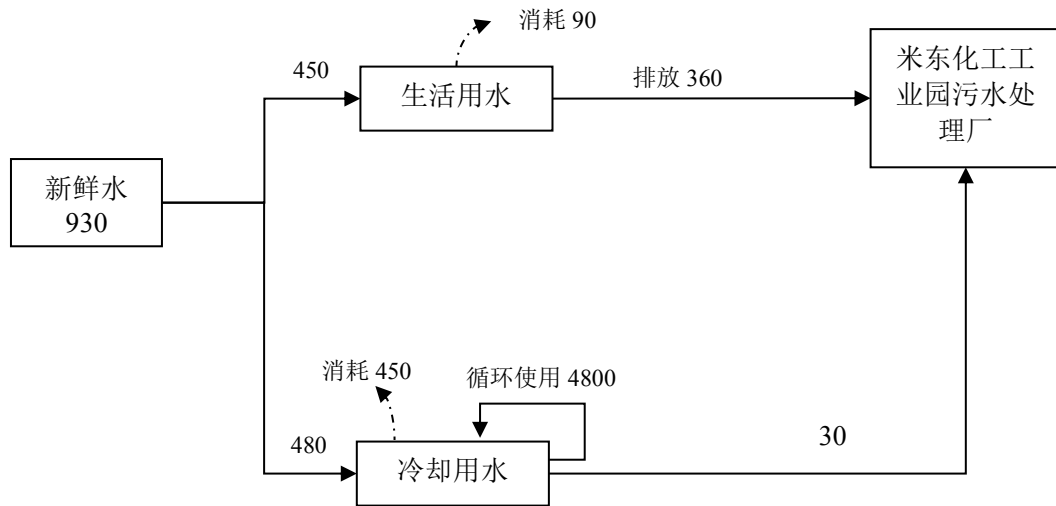 消耗 90
450
生活用水
排放 360
米东化工工
业园污水处
理厂
新鲜水
930
消耗 450
循环使用 4800
480
冷却用水
30